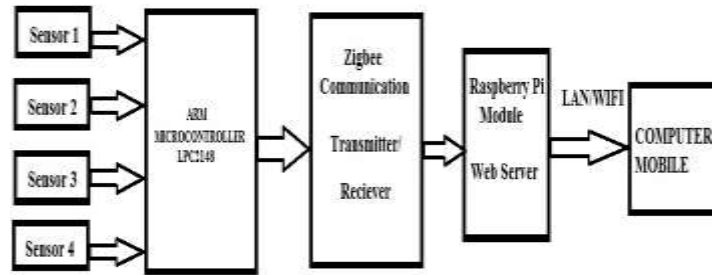 Sensor 1
Sensor 2
Sensor 3
Sensor 4
ARM
MICROCONTROLLER
LPC2148
Zigbee
Communication
Transmitter/
Reciever
Raspberry Pi
Module
Web Server
LAN/WIFI
COMPUTER
MOBILE